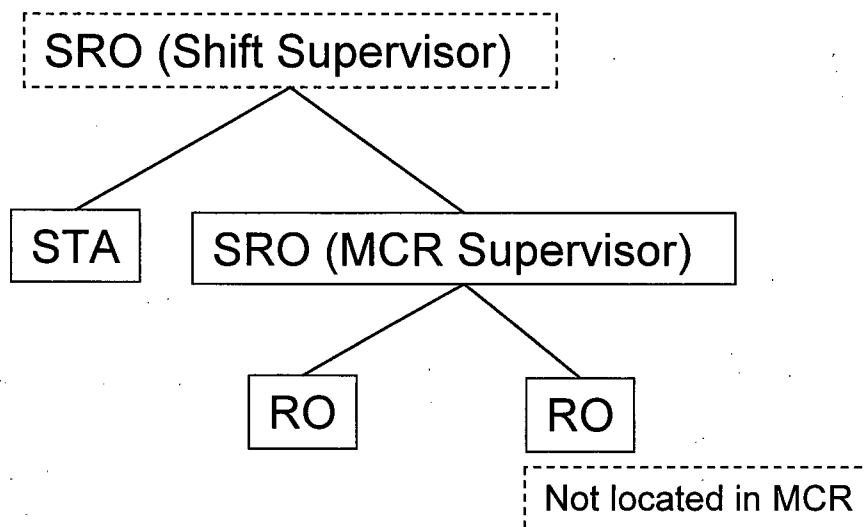 SRO (Shift Supervisor)
STA
SRO (MCR Supervisor)
RO
RO
Not located in MCR